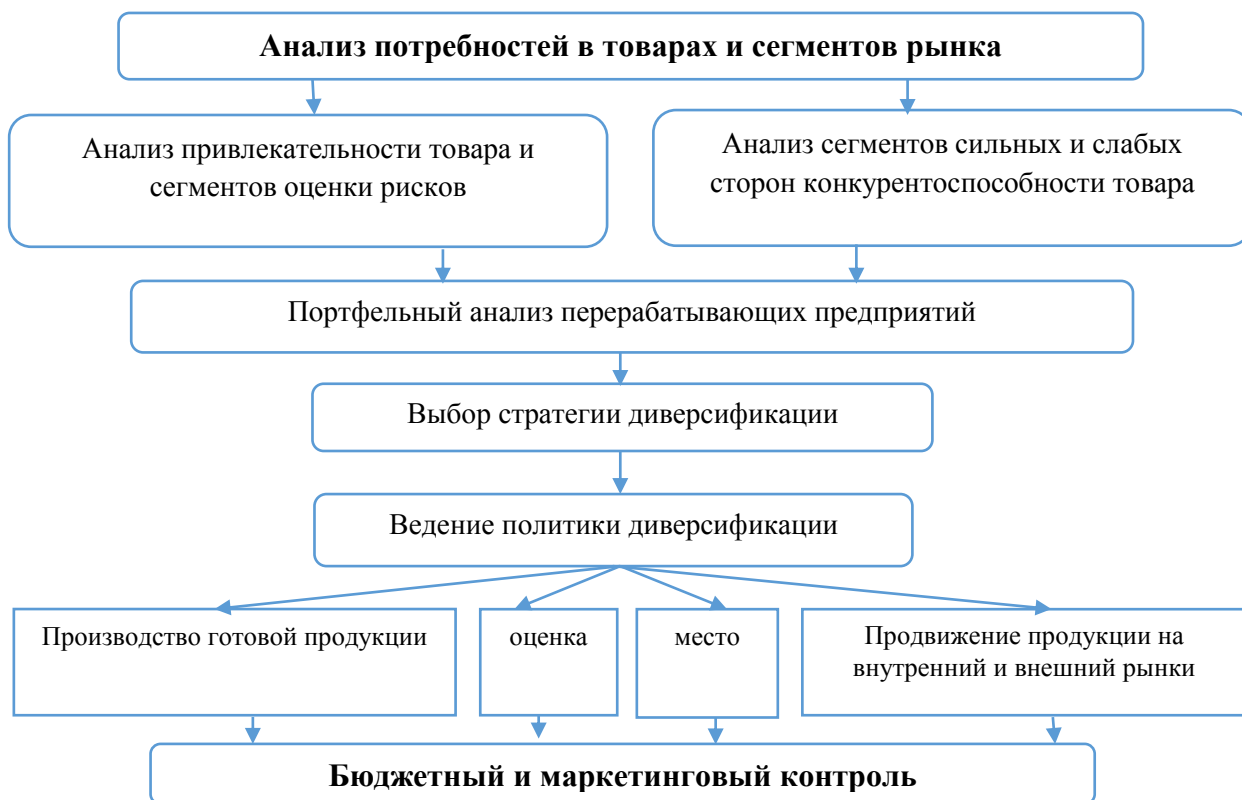 Анализ потребностей в товарах и сегментов рынка
Анализ привлекательности товара и
сегментов оценки рисков
Анализ сегментов сильных и слабых
сторон конкурентоспособности товара
Портфельный анализ перерабатывающих предприятий
Выбор стратегии диверсификации
Ведение политики диверсификации
Производство готовой продукции
оценка
место
Продвижение продукции на
внутренний и внешний рынки
Бюджетный и маркетинговый контроль